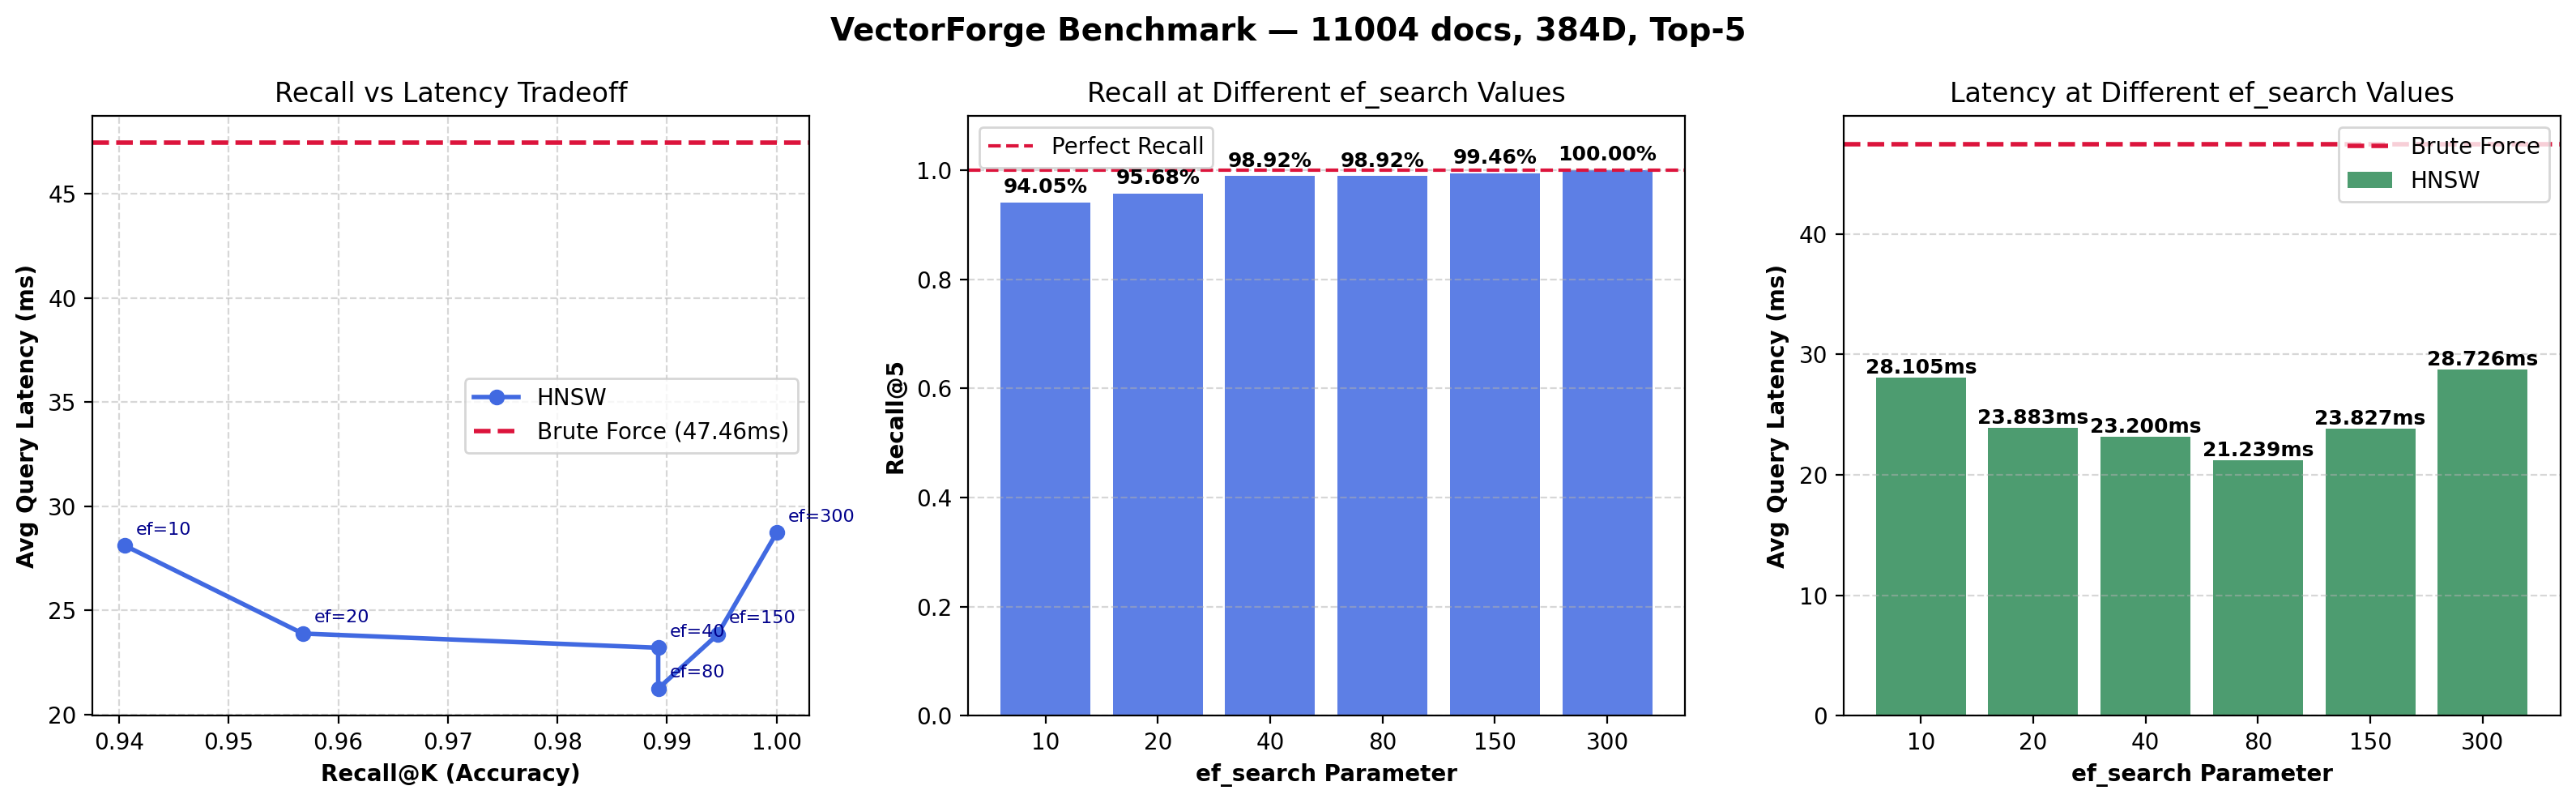 VectorForge Benchmark — 11004 docs, 384D, Top-5
Recall vs Latency Tradeoff
Avg Query Latency (ms)
45
40
35
30
25
20
HNSW
Brute Force (47.46ms)
ef=10
ef=20
ef=40
ef=80
ef=150
ef=300
0.94 0.95 0.96 0.97 0.98 0.99 1.00
Recall@K (Accuracy)
Recall at Different ef_search Values
Recall@5
Perfect Recall
1.0
0.8
0.6
0.4
0.2
0.0
94.05% 95.68% 98.92% 98.92% 99.46% 100.00%
10 20 40 80 150 300
ef_search Parameter
Latency at Different ef_search Values
Avg Query Latency (ms)
Brute Force
HNSW
40
30
20
10
0
28.105ms 23.883ms 23.200ms 21.239ms 23.827ms 28.726ms
10 20 40 80 150 300
ef_search Parameter